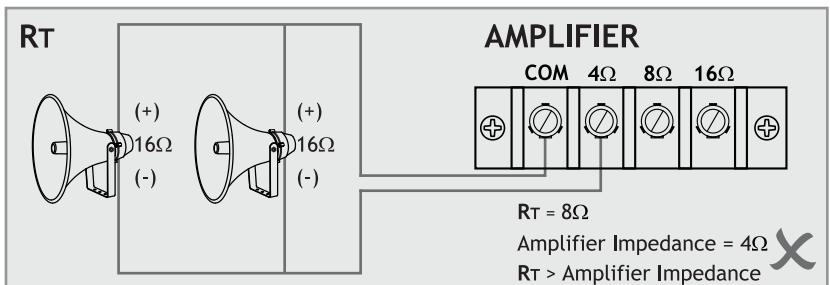 RT
AMPLIFIER
COM 4Ω 8Ω 16Ω
(+)
16Ω
(-)
(+)
16Ω
(-)
RT = 8Ω
Amplifier Impedance = 4Ω
RT > Amplifier Impedance